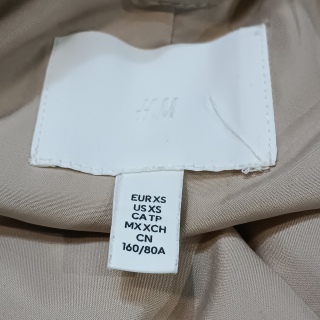 H&M
EUR XS
US XS
CA TP
MX XCH
CN
160/80A